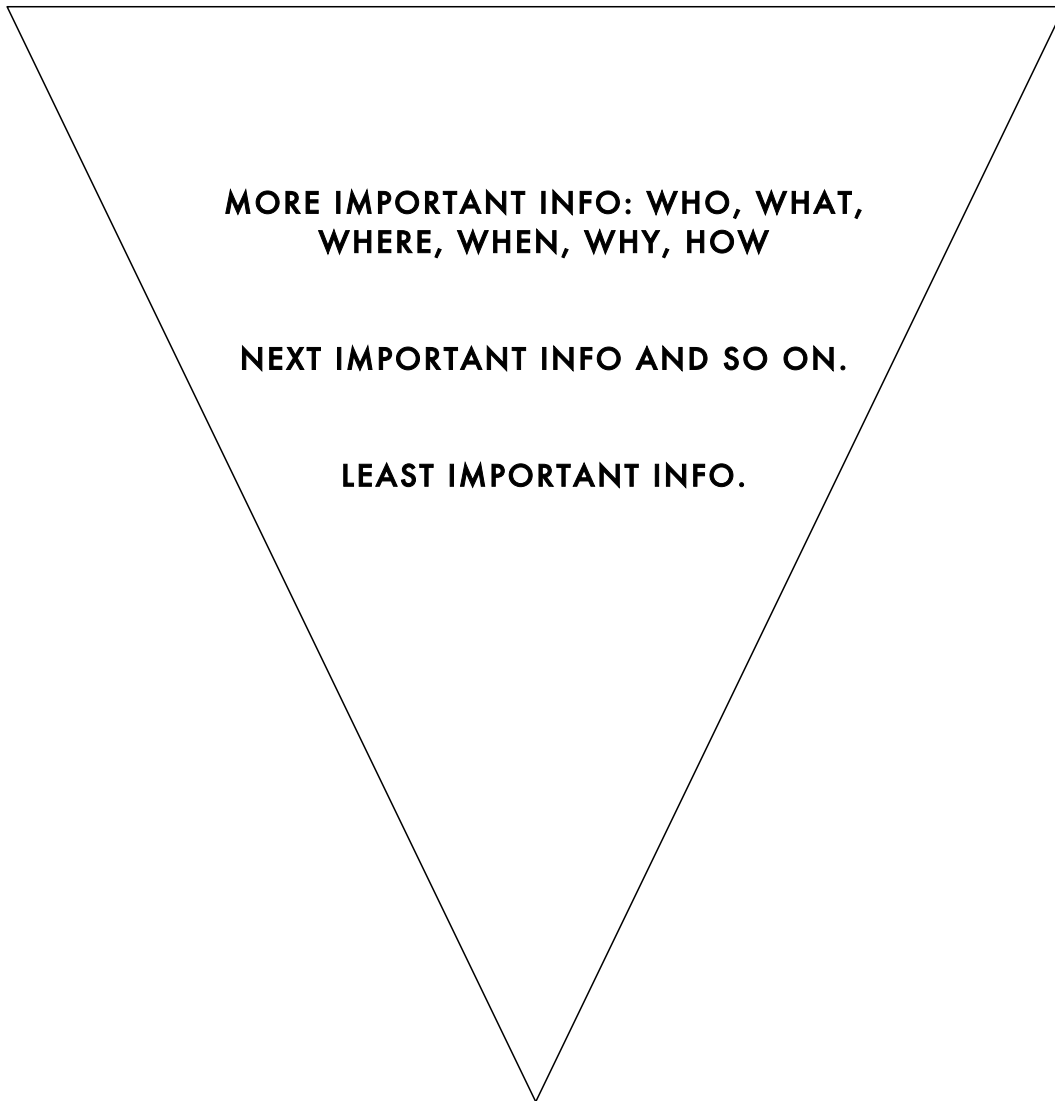 MORE IMPORTANT INFO: WHO, WHAT,
WHERE, WHEN, WHY, HOW
NEXT IMPORTANT INFO AND SO ON.
LEAST IMPORTANT INFO.